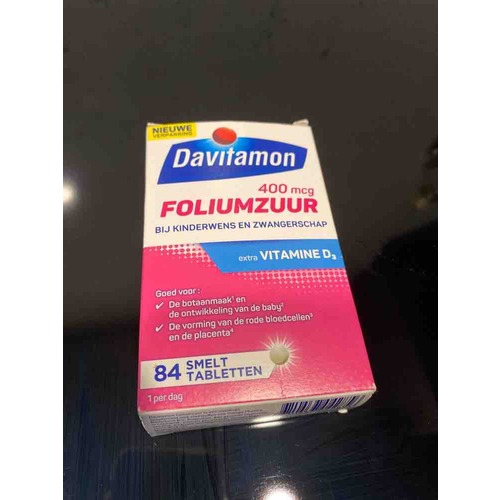 NIEUWE
VERPAKKING
Davitamon
400 mcg
FOLIUMZUUR
BIJ KINDERWENS EN ZWANGERSCHAP
extra VITAMINE D₃
Goed voor:
✓ De botaanmaak¹ en
de ontwikkeling van de baby²
✓ De vorming van de rode bloedcellen³
en de placenta⁴
84 SMELT
TABLETTEN
1 per dag